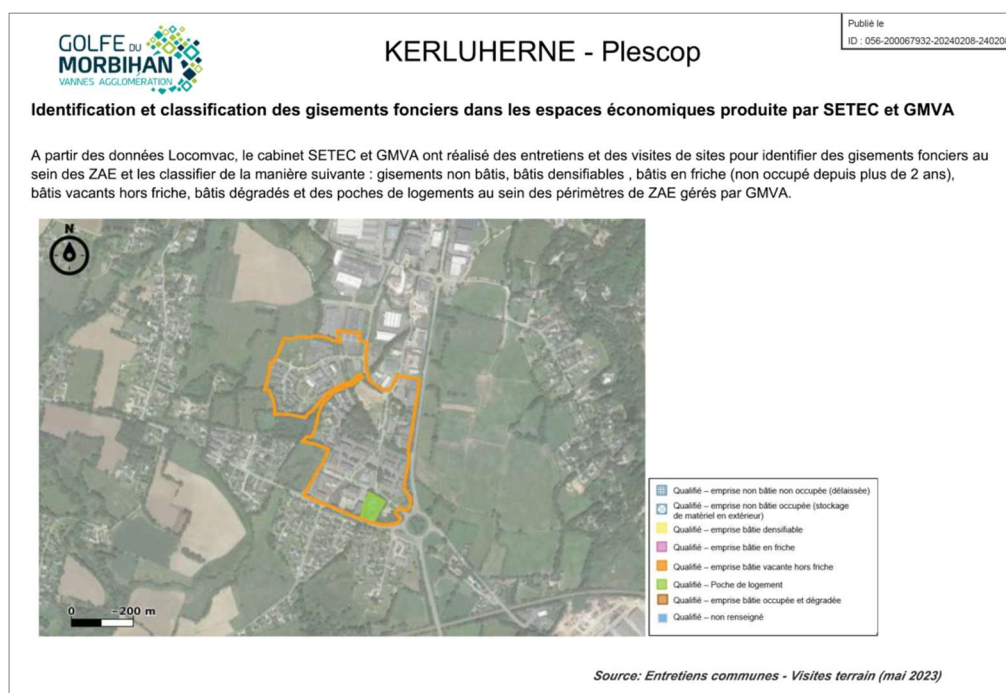 GOLFE DU
MORBIHAN
VANNES AGGLOMÉRATION
KERLUHERNE - Plescop
Publié le
ID : 056-200067932-20240208-240208
Identification et classification des gisements fonciers dans les espaces économiques produite par SETEC et GMVA
A partir des données Locomvac, le cabinet SETEC et GMVA ont réalisé des entretiens et des visites de sites pour identifier des gisements fonciers au
sein des ZAE et les classifier de la manière suivante : gisements non bâtis, bâtis densifiables , bâtis en friche (non occupé depuis plus de 2 ans),
bâtis vacants hors friche, bâtis dégradés et des poches de logements au sein des périmètres de ZAE gérés par GMVA.
N
0 200 m
Qualifié – emprise non bâtie non occupée (délaissée)
Qualifié – emprise non bâtie occupée (stockage
de matériel en extérieur)
Qualifié – emprise bâtie densifiable
Qualifié – emprise bâtie en friche
Qualifié – emprise bâtie vacante hors friche
Qualifié – Poche de logement
Qualifié – emprise bâtie occupée et dégradée
Qualifié – non renseigné
Source: Entretiens communes - Visites terrain (mai 2023)